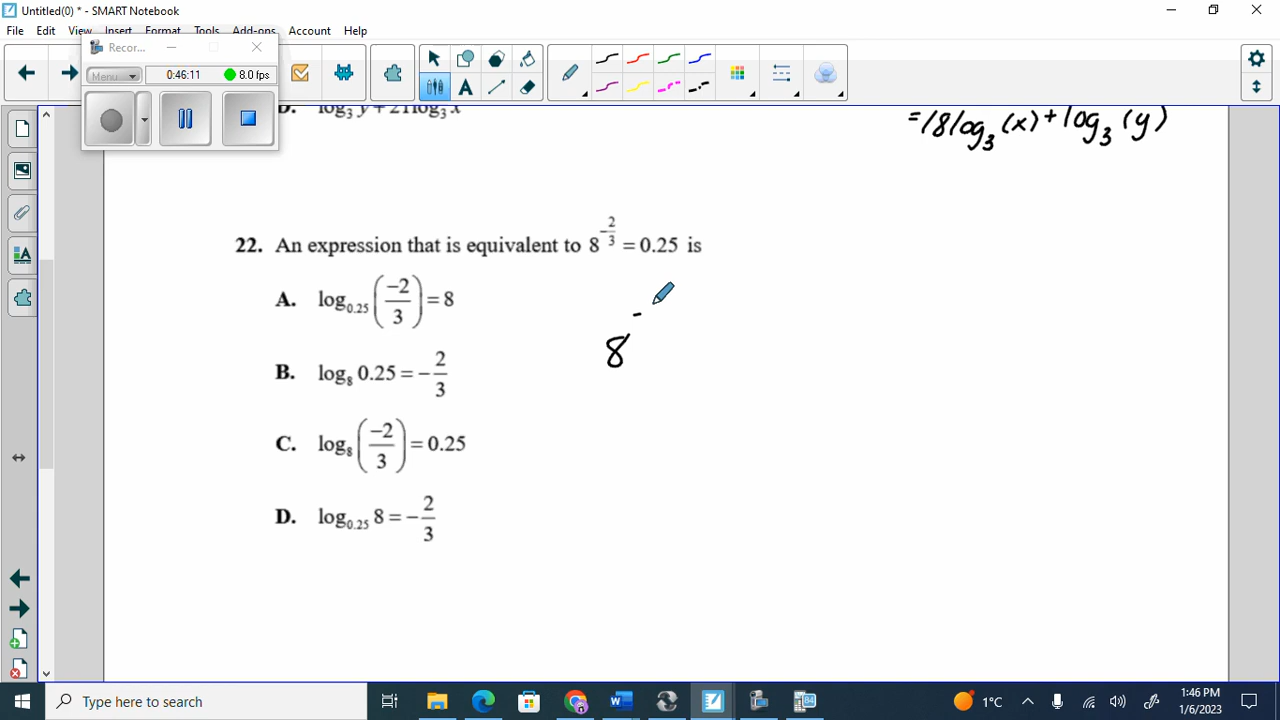 Untitled(0) * - SMART Notebook
File Edit View Insert Format Tools Add-ons Account Help
Recor...
Menu 0:46:11 8.0 fps
D. log₃ y + 21log₃ x
= 18log₃ (x) + log₃ (y)
22. An expression that is equivalent to 8^(-2/3) = 0.25 is
A. log₀.₂₅ (-2/3) = 8
B. log₈ 0.25 = -2/3
C. log₈ (-2/3) = 0.25
D. log₀.₂₅ 8 = -2/3
8 -
Type here to search
1°C
1:46 PM
1/6/2023